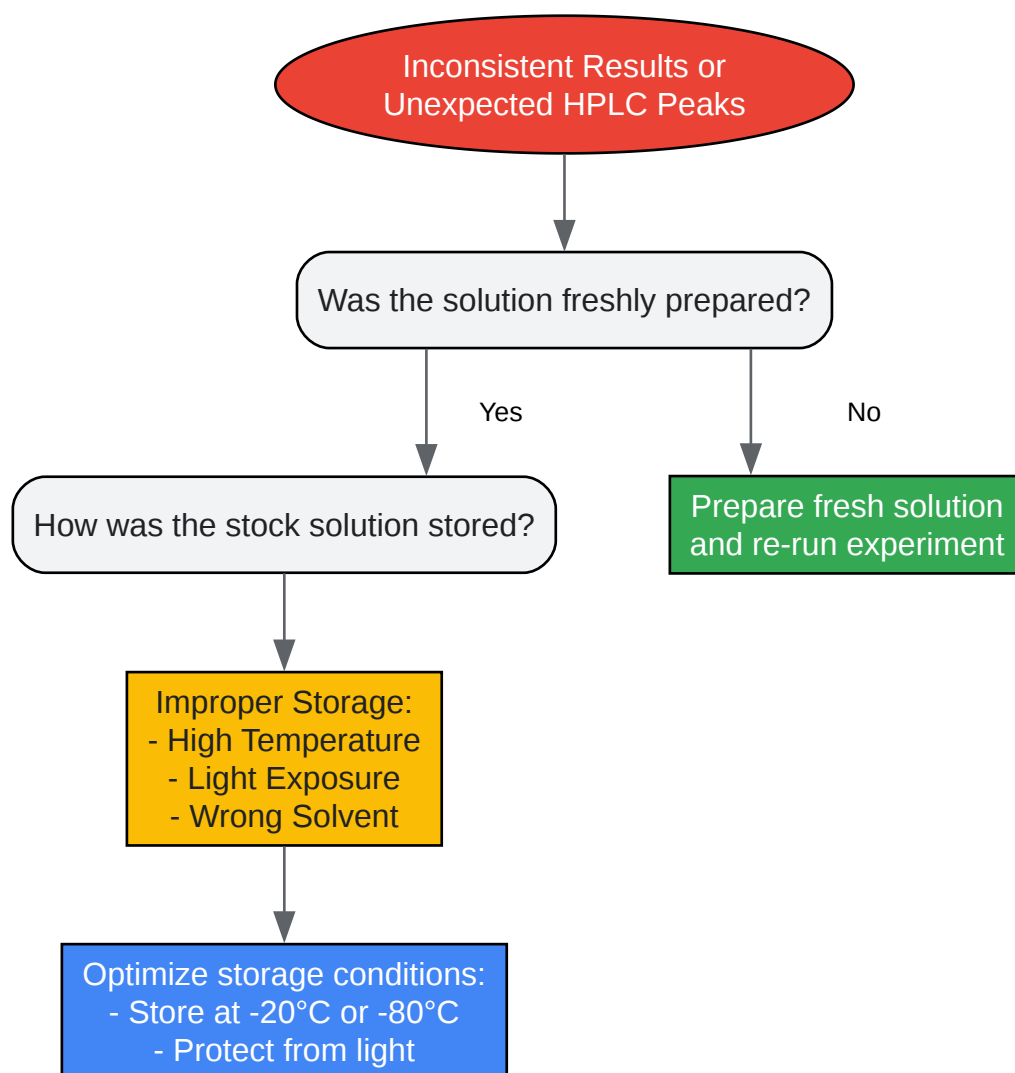 Inconsistent Results or
Unexpected HPLC Peaks
Was the solution freshly prepared?
Yes
No
How was the stock solution stored?
Prepare fresh solution
and re-run experiment
Improper Storage:
- High Temperature
- Light Exposure
- Wrong Solvent
Optimize storage conditions:
- Store at -20°C or -80°C
- Protect from light